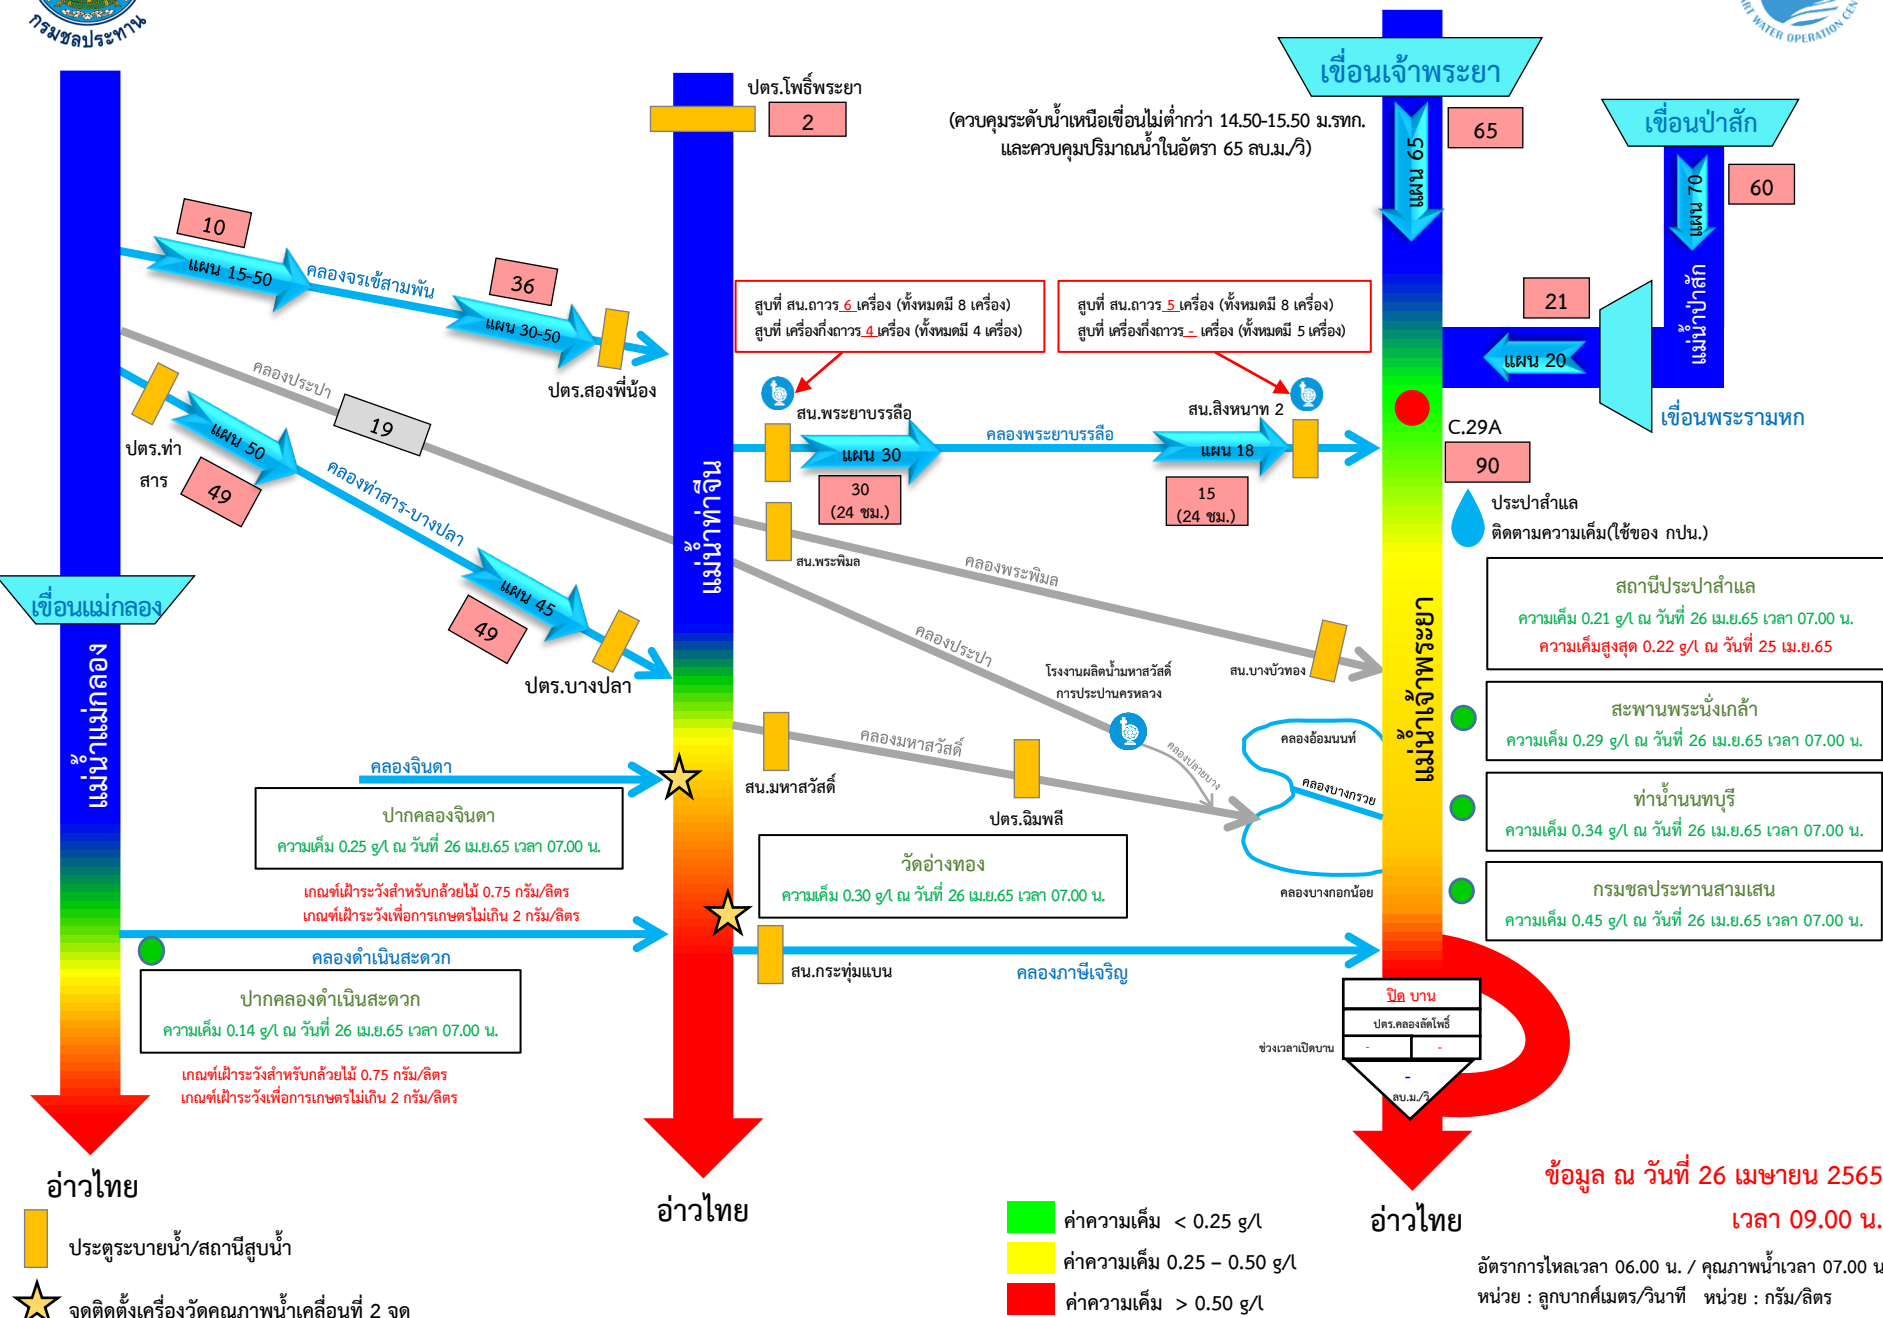 กรมชลประทาน
WATER OPERATION
เขื่อนเจ้าพระยา
เขื่อนป่าสัก
ปตร.โพธิ์พระยา
2
(ควบคุมระดับน้ำเหนือเขื่อนไม่ต่ำกว่า 14.50-15.50 ม.รทก.
และควบคุมปริมาณน้ำในอัตรา 65 ลบ.ม./วิ)
แผน 65
65
แผน 70
60
10
แผน 15-50
คลองจรเข้สามพัน
36
แผน 30-50
ปตร.สองพี่น้อง
สูบที่ สน.ถาวร 6 เครื่อง (ทั้งหมดมี 8 เครื่อง)
สูบที่ เครื่องกึ่งถาวร 4 เครื่อง (ทั้งหมดมี 4 เครื่อง)
สูบที่ สน.ถาวร 5 เครื่อง (ทั้งหมดมี 8 เครื่อง)
สูบที่ เครื่องกึ่งถาวร - เครื่อง (ทั้งหมดมี 5 เครื่อง)
21
แผน 20
แม่น้ำป่าสัก
เขื่อนพระรามหก
คลองประปา
19
ปตร.ท่า
สาร
แผน 50
49
คลองท่าสาร-บางปลา
แผน 45
49
ปตร.บางปลา
สน.พระยาบรรลือ
แผน 30
30
(24 ชม.)
คลองพระยาบรรลือ
สน.สิงหนาท 2
แผน 18
15
(24 ชม.)
C.29A
90
ประปาสำแล
ติดตามความเค็ม(ใช้ของ กปน.)
แม่น้ำท่าจีน
สน.พระพิมล
คลองพระพิมล
สน.บางบัวทอง
คลองประปา
โรงงานผลิตน้ำมหาสวัสดิ์
การประปานครหลวง
แม่น้ำเจ้าพระยา
สถานีประปาสำแล
ความเค็ม 0.21 g/l ณ วันที่ 26 เม.ย.65 เวลา 07.00 น.
ความเค็มสูงสุด 0.22 g/l ณ วันที่ 25 เม.ย.65
เขื่อนแม่กลอง
แม่น้ำแม่กลอง
สะพานพระนั่งเกล้า
ความเค็ม 0.29 g/l ณ วันที่ 26 เม.ย.65 เวลา 07.00 น.
คลองอ้อมนนท์
คลองบางกรวย
คลองปลายบาง
คลองมหาสวัสดิ์
สน.มหาสวัสดิ์
ปตร.ฉิมพลี
ท่าน้ำนนทบุรี
ความเค็ม 0.34 g/l ณ วันที่ 26 เม.ย.65 เวลา 07.00 น.
คลองจินดา
ปากคลองจินดา
ความเค็ม 0.25 g/l ณ วันที่ 26 เม.ย.65 เวลา 07.00 น.
เกณฑ์เฝ้าระวังสำหรับกล้วยไม้ 0.75 กรัม/ลิตร
เกณฑ์เฝ้าระวังเพื่อการเกษตรไม่เกิน 2 กรัม/ลิตร
วัดอ่างทอง
ความเค็ม 0.30 g/l ณ วันที่ 26 เม.ย.65 เวลา 07.00 น.
คลองบางกอกน้อย
กรมชลประทานสามเสน
ความเค็ม 0.45 g/l ณ วันที่ 26 เม.ย.65 เวลา 07.00 น.
คลองดำเนินสะดวก
ปากคลองดำเนินสะดวก
ความเค็ม 0.14 g/l ณ วันที่ 26 เม.ย.65 เวลา 07.00 น.
เกณฑ์เฝ้าระวังสำหรับกล้วยไม้ 0.75 กรัม/ลิตร
เกณฑ์เฝ้าระวังเพื่อการเกษตรไม่เกิน 2 กรัม/ลิตร
สน.กระทุ่มแบน
คลองภาษีเจริญ
ปิด บาน
ปตร.คลองลัดโพธิ์
ช่วงเวลาเปิดบาน
-
-
-
ลบ.ม./วิ
อ่าวไทย
อ่าวไทย
อ่าวไทย
ข้อมูล ณ วันที่ 26 เมษายน 2565
เวลา 09.00 น.
อัตราการไหลเวลา 06.00 น. / คุณภาพน้ำเวลา 07.00 น
หน่วย : ลูกบากศ์เมตร/วินาที หน่วย : กรัม/ลิตร
ประตูระบายน้ำ/สถานีสูบน้ำ
จุดติดตั้งเครื่องวัดคุณภาพน้ำเคลื่อนที่ 2 จุด
ค่าความเค็ม < 0.25 g/l
ค่าความเค็ม 0.25 – 0.50 g/l
ค่าความเค็ม > 0.50 g/l